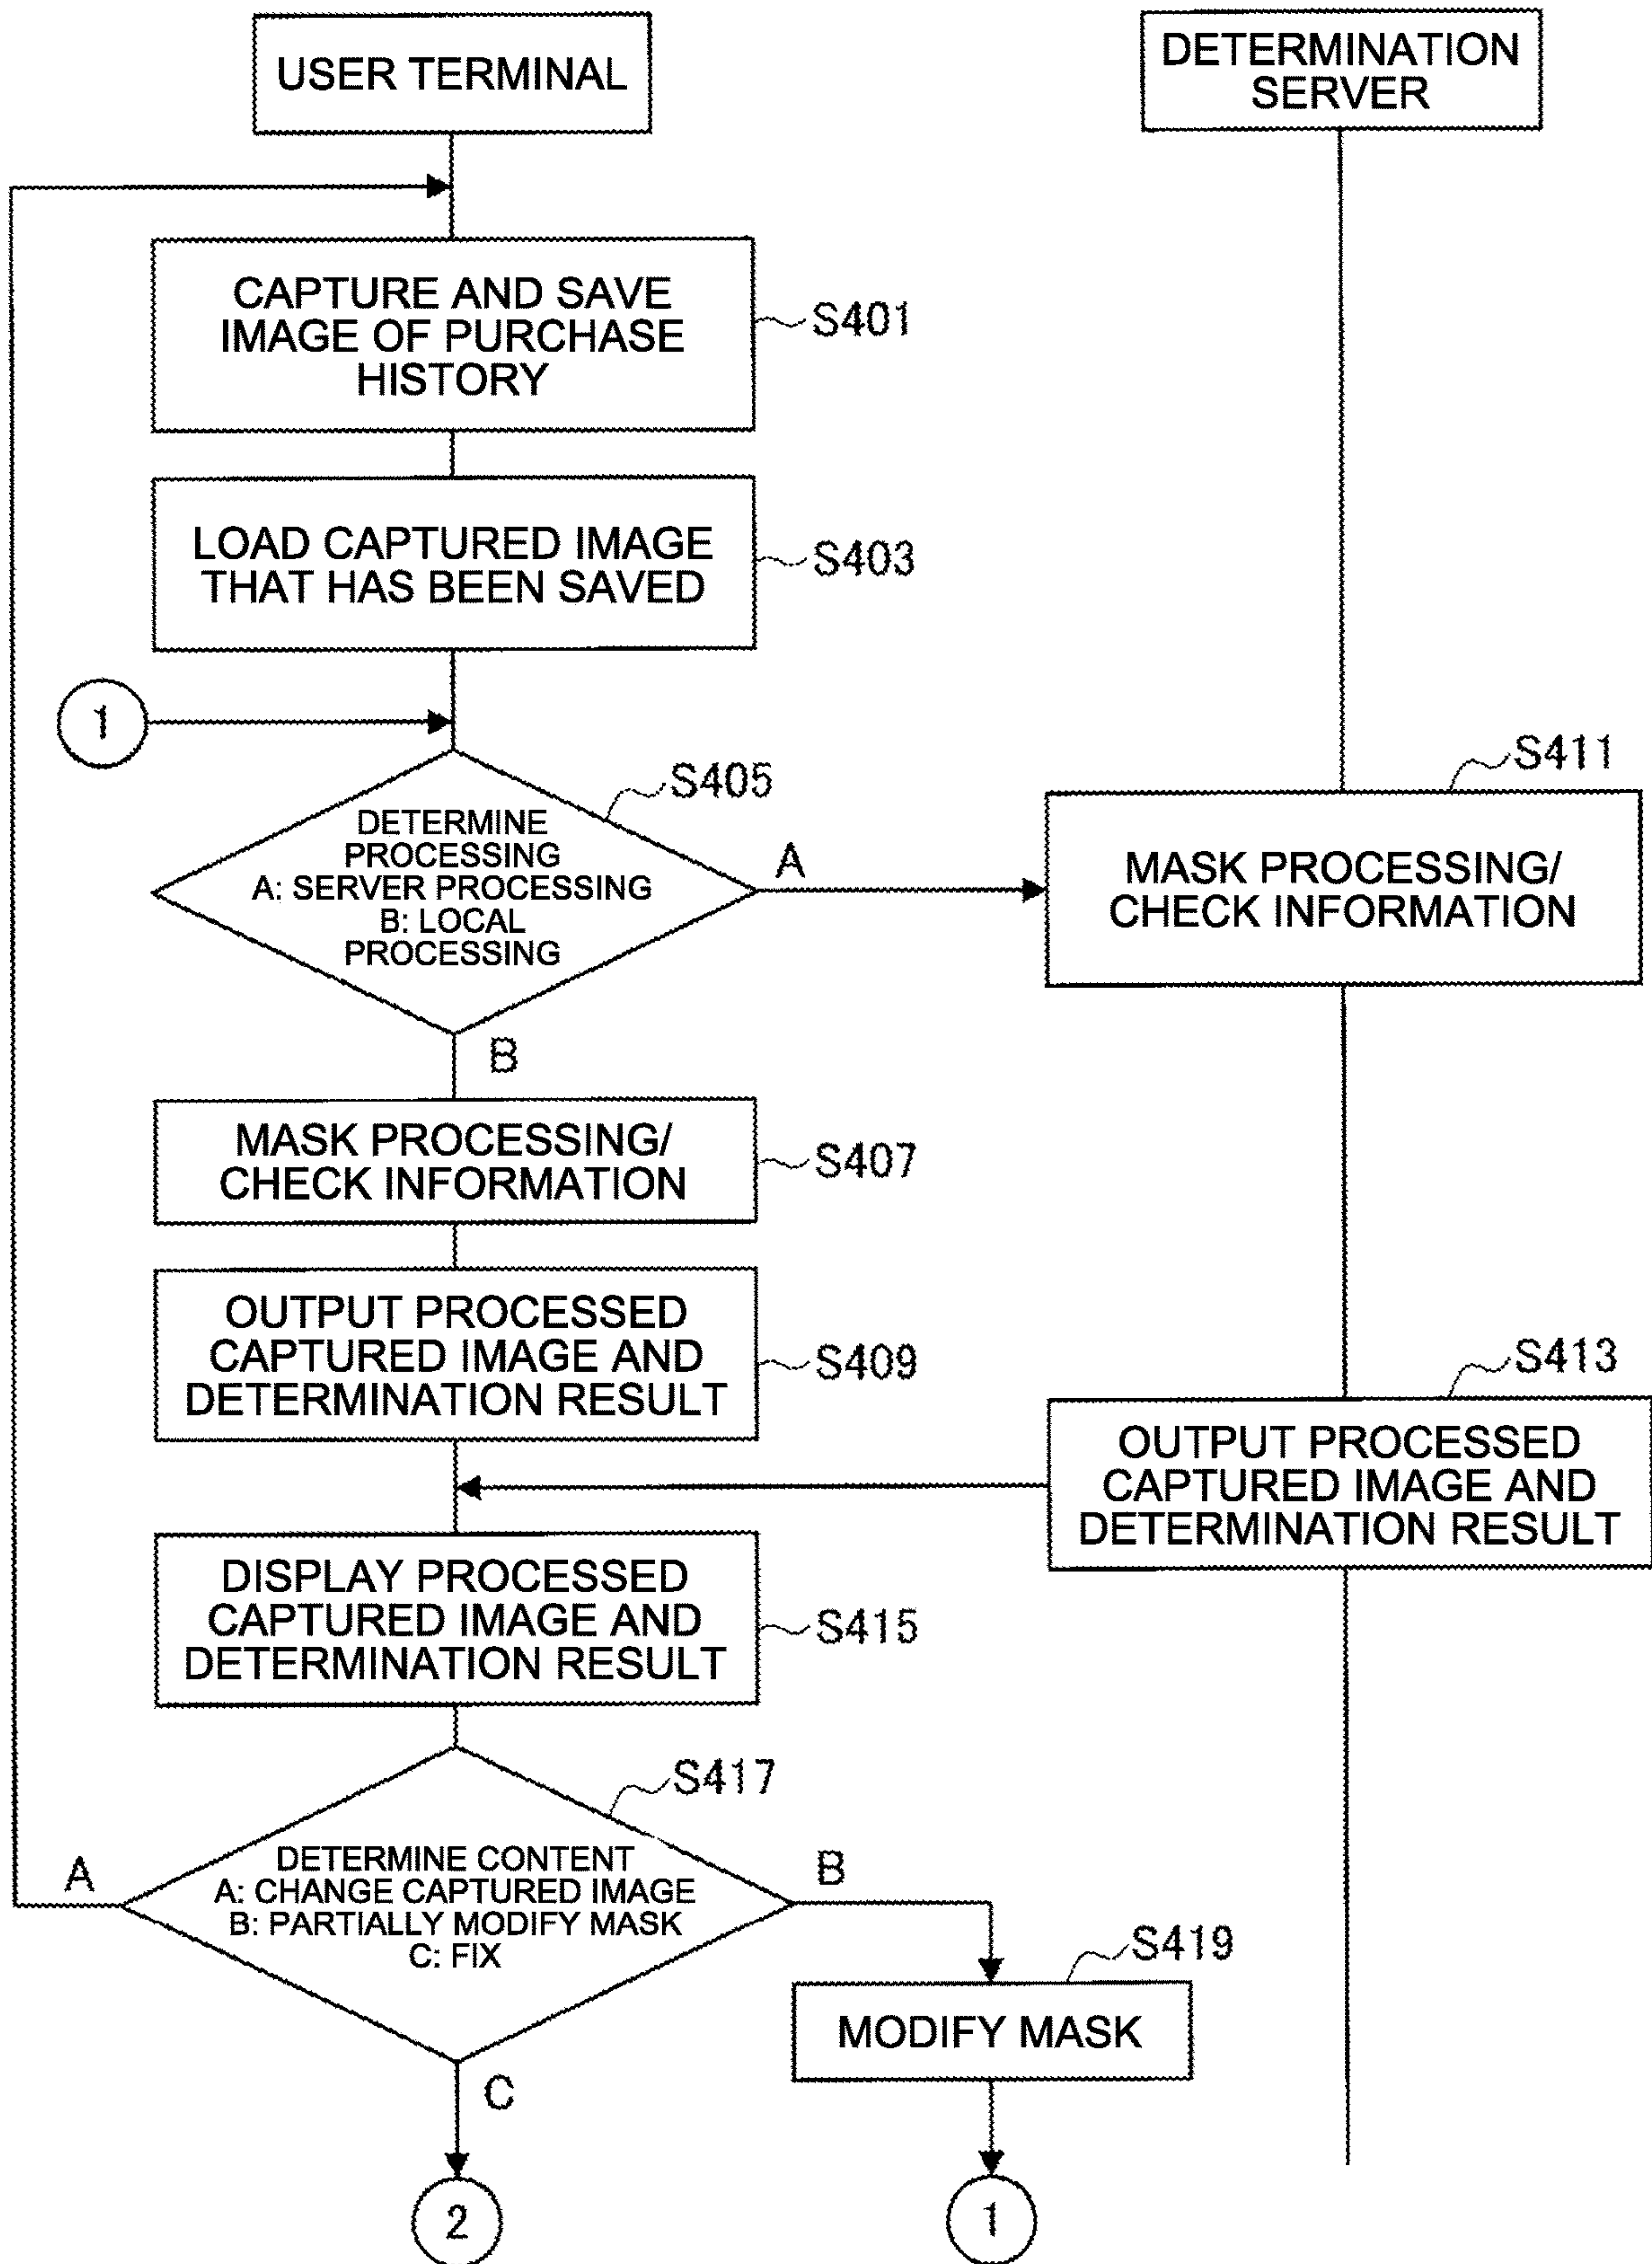 USER TERMINAL
DETERMINATION
SERVER
CAPTURE AND SAVE
IMAGE OF PURCHASE
HISTORY
S401
LOAD CAPTURED IMAGE
THAT HAS BEEN SAVED
S403
1
S405
DETERMINE
PROCESSING
A: SERVER PROCESSING
B: LOCAL
PROCESSING
A
B
S411
MASK PROCESSING/
CHECK INFORMATION
MASK PROCESSING/
CHECK INFORMATION
S407
OUTPUT PROCESSED
CAPTURED IMAGE AND
DETERMINATION RESULT
S409
S413
OUTPUT PROCESSED
CAPTURED IMAGE AND
DETERMINATION RESULT
DISPLAY PROCESSED
CAPTURED IMAGE AND
DETERMINATION RESULT
S415
S417
DETERMINE CONTENT
A: CHANGE CAPTURED IMAGE
B: PARTIALLY MODIFY MASK
C: FIX
A
B
C
S419
MODIFY MASK
2
1